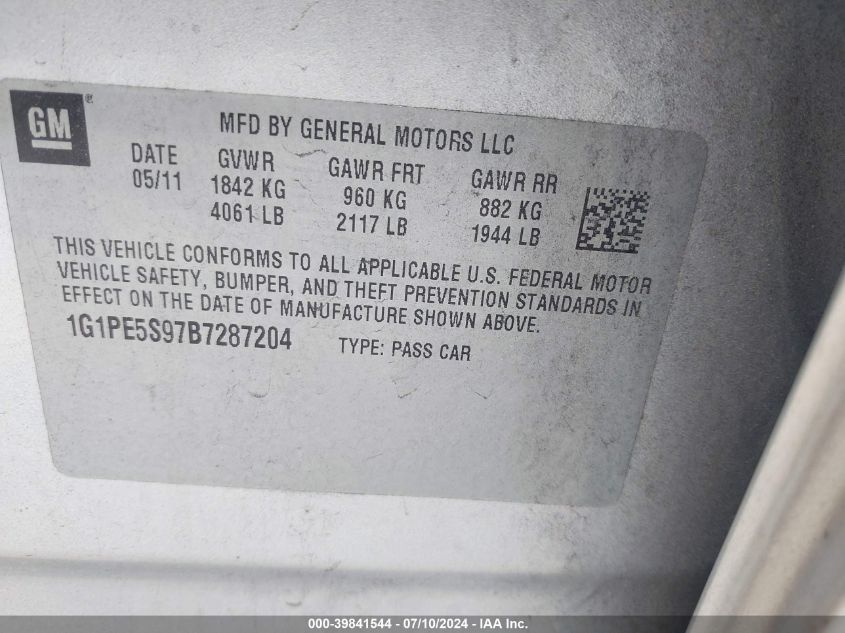 GM®
MFD BY GENERAL MOTORS LLC
DATE GVWR GAWR FRT GAWR RR
05/11 1842 KG 960 KG 882 KG
4061 LB 2117 LB 1944 LB
THIS VEHICLE CONFORMS TO ALL APPLICABLE U.S. FEDERAL MOTOR
VEHICLE SAFETY, BUMPER, AND THEFT PREVENTION STANDARDS IN
EFFECT ON THE DATE OF MANUFACTURE SHOWN ABOVE.
1G1PE5S97B7287204 TYPE: PASS CAR
000-39841544 - 07/10/2024 - IAA Inc.